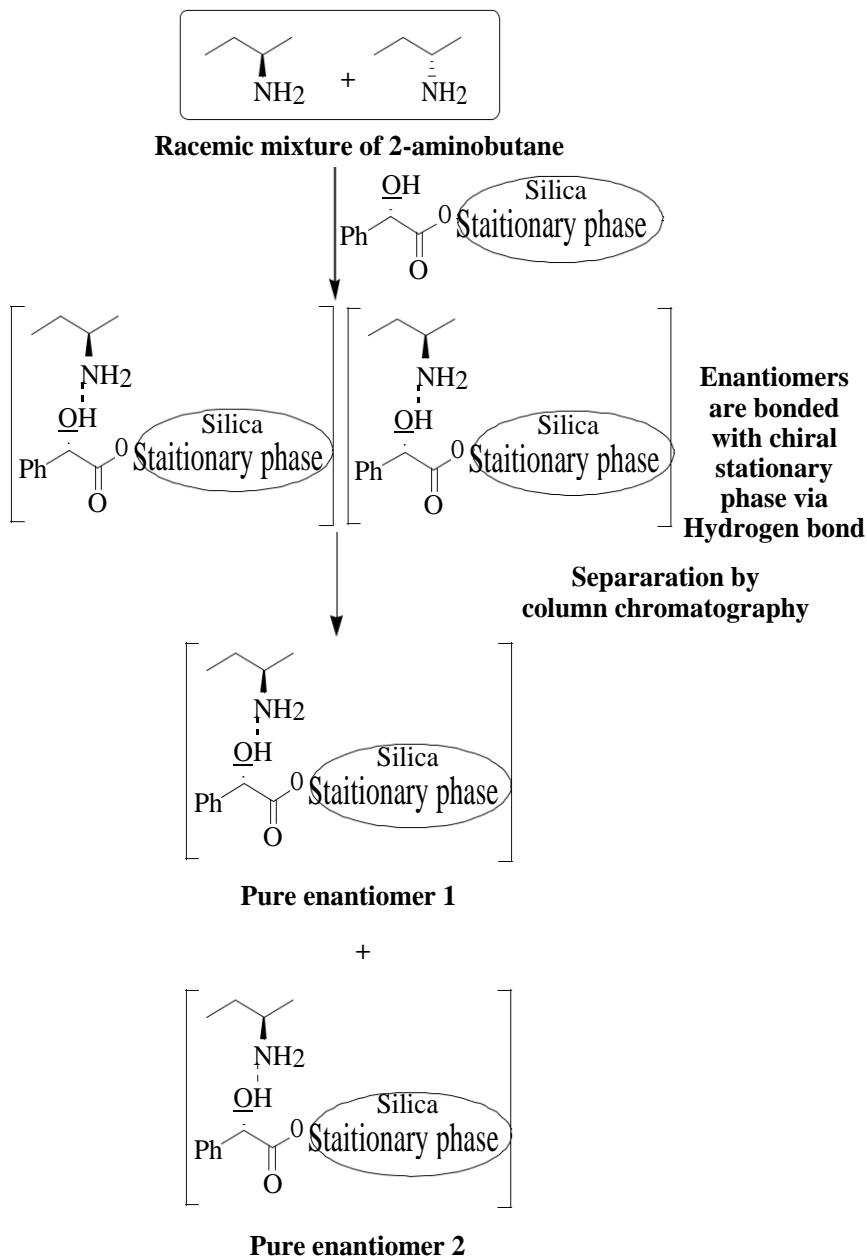 NH2 + NH2
Racemic mixture of 2-aminobutane
OH
Ph
O
O
Silica
Staitionary phase
NH2
OH
Ph
O
O
Silica
Staitionary phase
NH2
OH
Ph
O
O
Silica
Staitionary phase
Enantiomers
are bonded
with chiral
stationary
phase via
Hydrogen bond
Separaration by
column chromatography
NH2
OH
Ph
O
O
Silica
Staitionary phase
Pure enantiomer 1
+
NH2
OH
Ph
O
O
Silica
Staitionary phase
Pure enantiomer 2